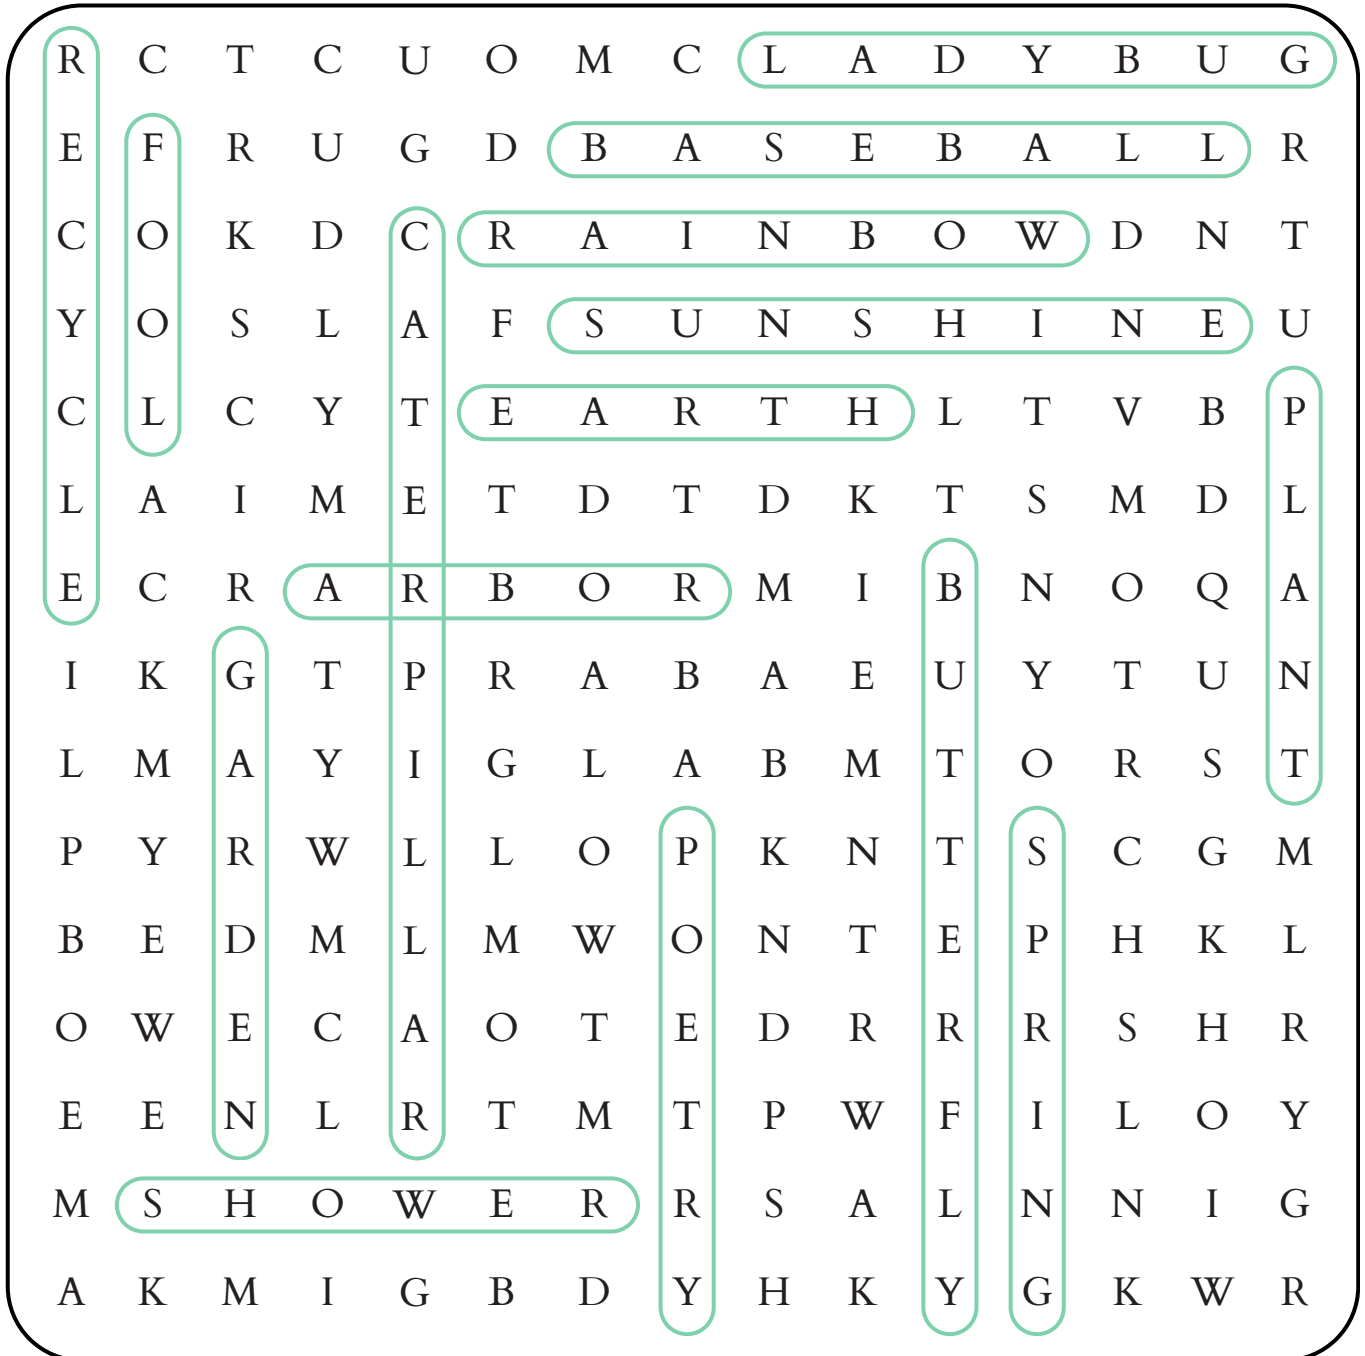 R C T C U O M C L A D Y B U G
E F R U G D B A S E B A L L R
C O K D C R A I N B O W D N T
Y O S L A F S U N S H I N E U
C L C Y T E A R T H L T V B P
L A I M E T D T D K T S M D L
E C R A R B O R M I B N O Q A
I K G T P R A B A E U Y T U N
L M A Y I G L A B M T O R S T
P Y R W L L O P K N T S C G M
B E D M L M W O N T E P H K L
O W E C A O T E D R R R S H R
E E N L R T M T P W F I L O Y
M S H O W E R R S A L N N I G
A K M I G B D Y H K Y G K W R